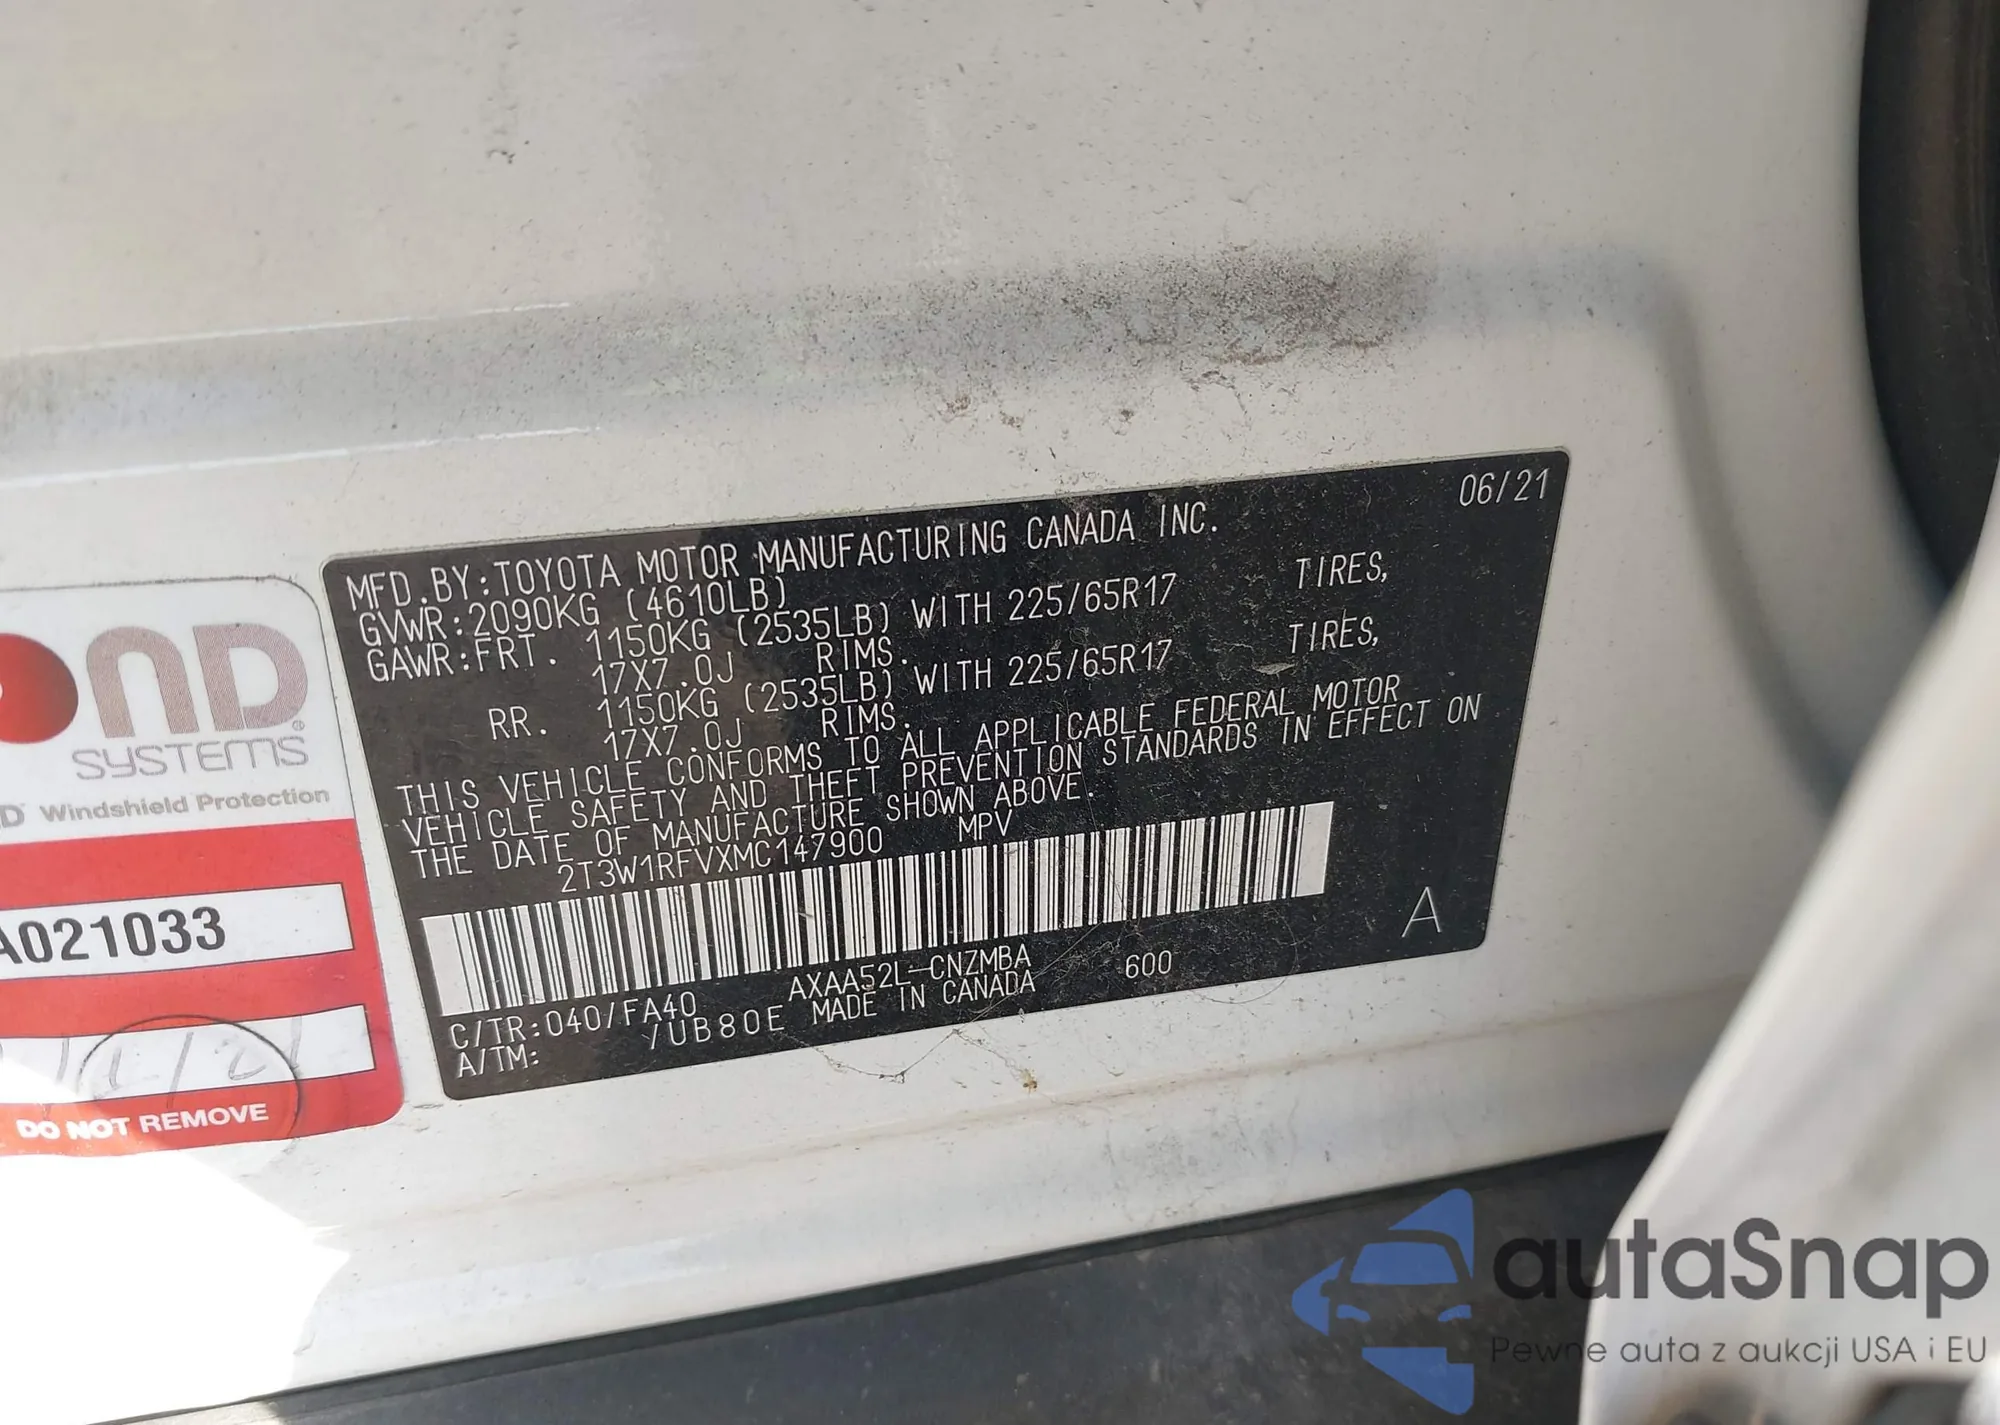 06/21
MFD.BY:TOYOTA MOTOR MANUFACTURING CANADA INC.
GVWR:2090KG (4610LB)
GAWR:FRT. 1150KG (2535LB) WITH 225/65R17 TIRES,
17X7.0J RIMS.
RR. 1150KG (2535LB) WITH 225/65R17 TIRES,
17X7.0J RIMS.
THIS VEHICLE CONFORMS TO ALL APPLICABLE FEDERAL MOTOR
VEHICLE SAFETY AND THEFT PREVENTION STANDARDS IN EFFECT ON
THE DATE OF MANUFACTURE SHOWN ABOVE.
2T3W1RFVXMC147900 MPV
A
C/TR:040/FA40 AXAA52L-CNZMBA 600
A/TM: /UB80E MADE IN CANADA
SYSTEMS
Windshield Protection
A021033
DO NOT REMOVE
autaSnap
Pewne auta z aukcji USA i EU